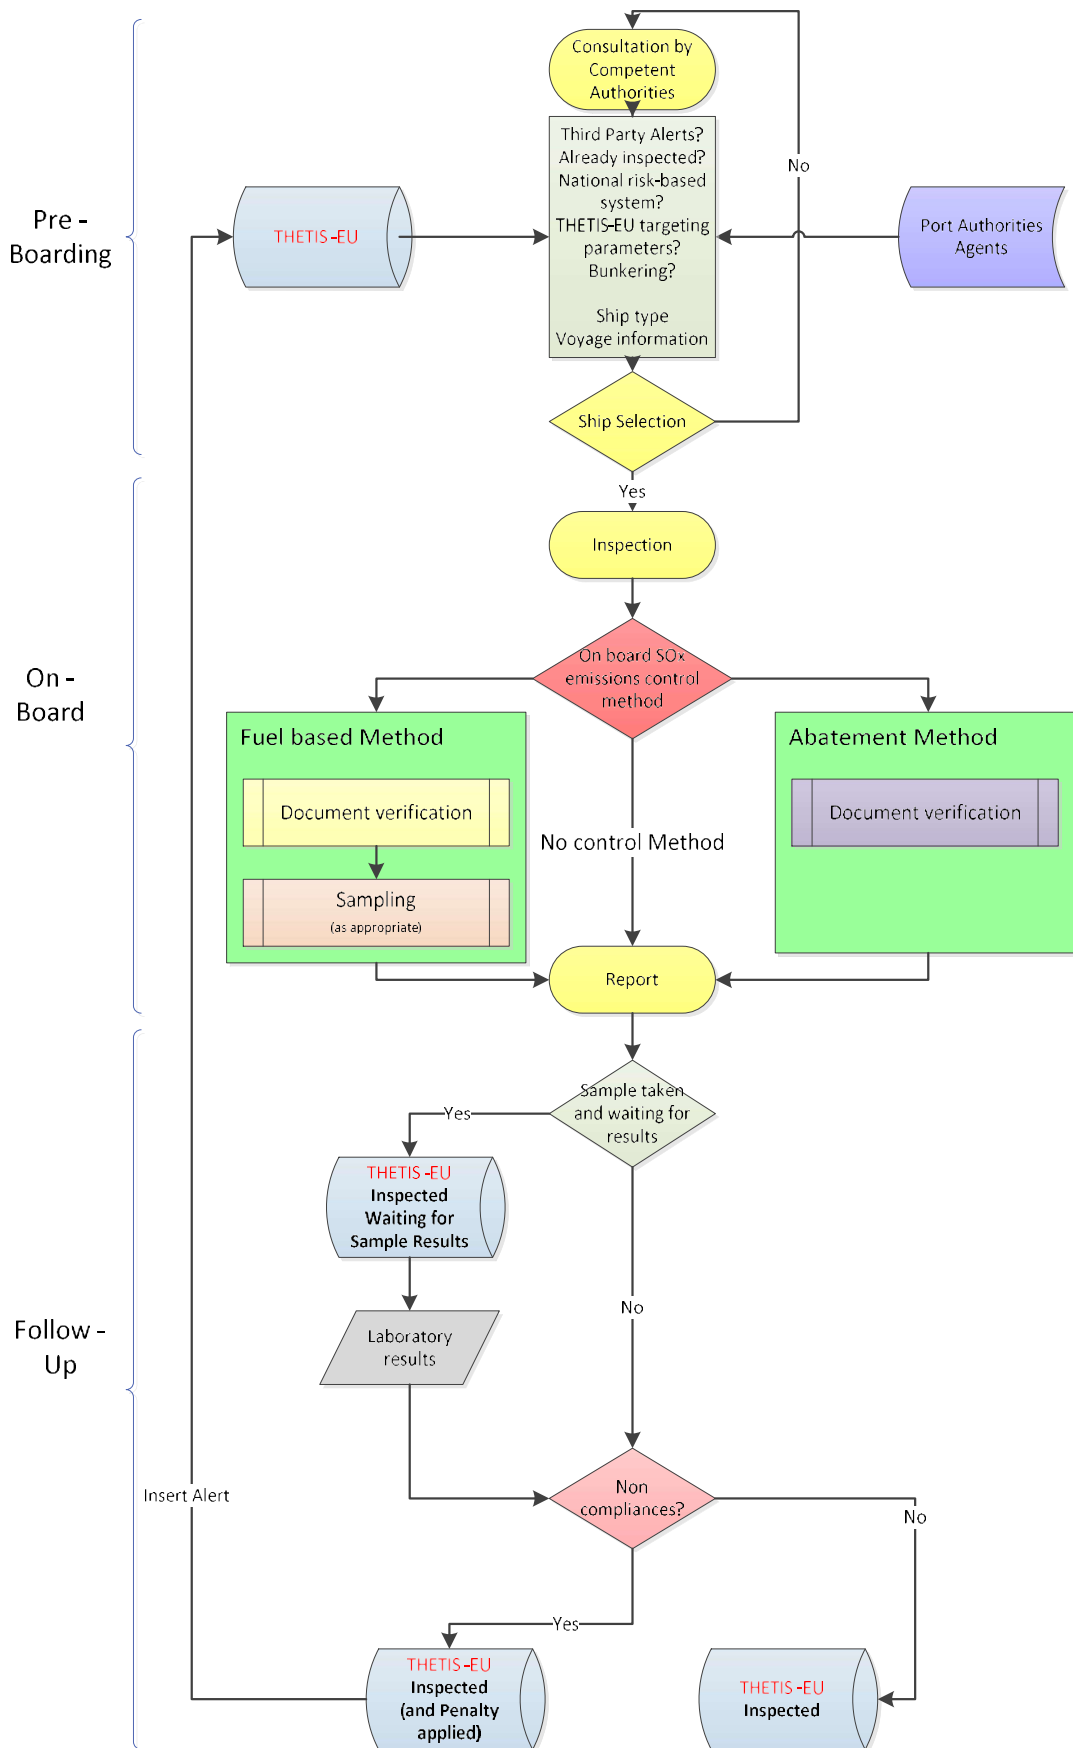 Consultation by
Competent
Authorities
Third Party Alerts?
Already inspected?
National risk-based
system?
THETIS-EU targeting
parameters?
Bunkering?
Ship type
Voyage information
No
Pre -
Boarding
THETIS -EU
Port Authorities
Agents
Ship Selection
Yes
Inspection
On -
Board
On board SOx
emissions control
method
Fuel based Method
Document verification
Sampling
(as appropriate)
No control Method
Abatement Method
Document verification
Report
Sample taken
and waiting for
results
Yes
THETIS -EU
Inspected
Waiting for
Sample Results
No
Follow -
Up
Laboratory
results
Insert Alert
Non
compliances?
No
Yes
THETIS -EU
Inspected
(and Penalty
applied)
THETIS -EU
Inspected